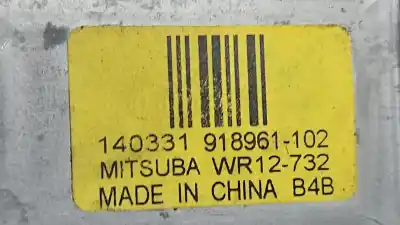 140331 918961-102
MITSUBA WR12-732
MADE IN CHINA B4B